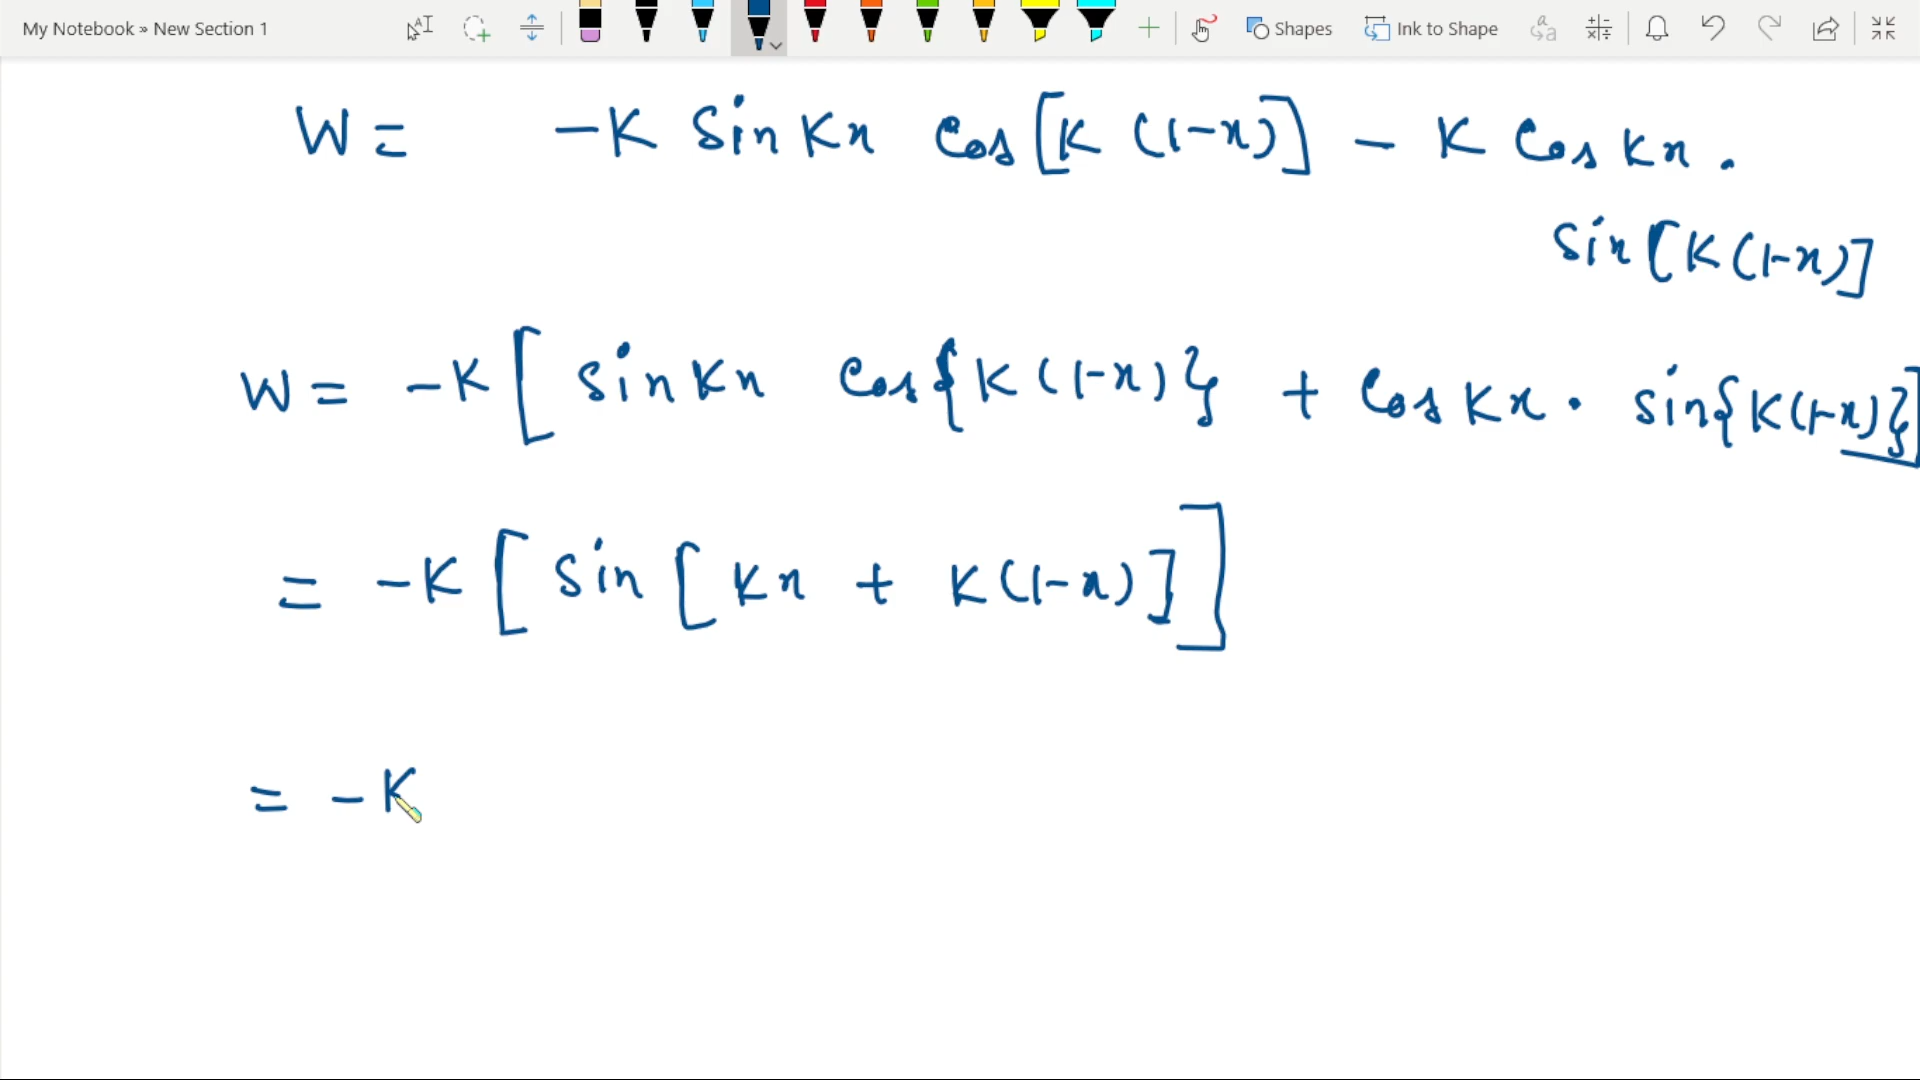 My Notebook » New Section 1 Shapes Ink to Shape
W = -K Sin Kx Cos[K (1-x)] - K Cos Kx .
Sin [K(1-x)]
W = -K [ Sin Kx Cos{K(1-x)} + Cos Kx . Sin{K(1-x)}]
= -K [ Sin [ Kx + K(1-x)]]
= -K